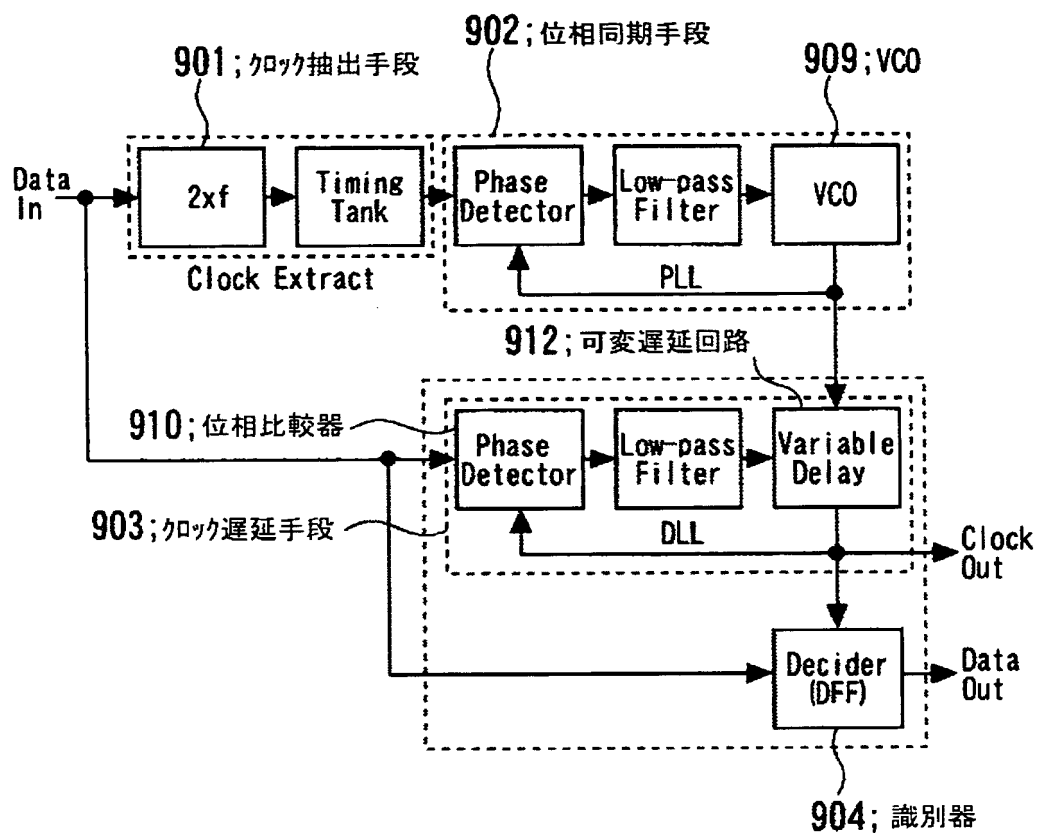 902;位相同期手段
901;クロック抽出手段
909;VCO
Data
In
2xf
Timing
Tank
Phase
Detector
Low-pass
Filter
VCO
Clock Extract
PLL
912;可変遅延回路
910;位相比較器
Phase
Detector
Low-pass
Filter
Variable
Delay
903;クロック遅延手段
DLL
Clock
Out
Decider
(DFF)
Data
Out
904;識別器